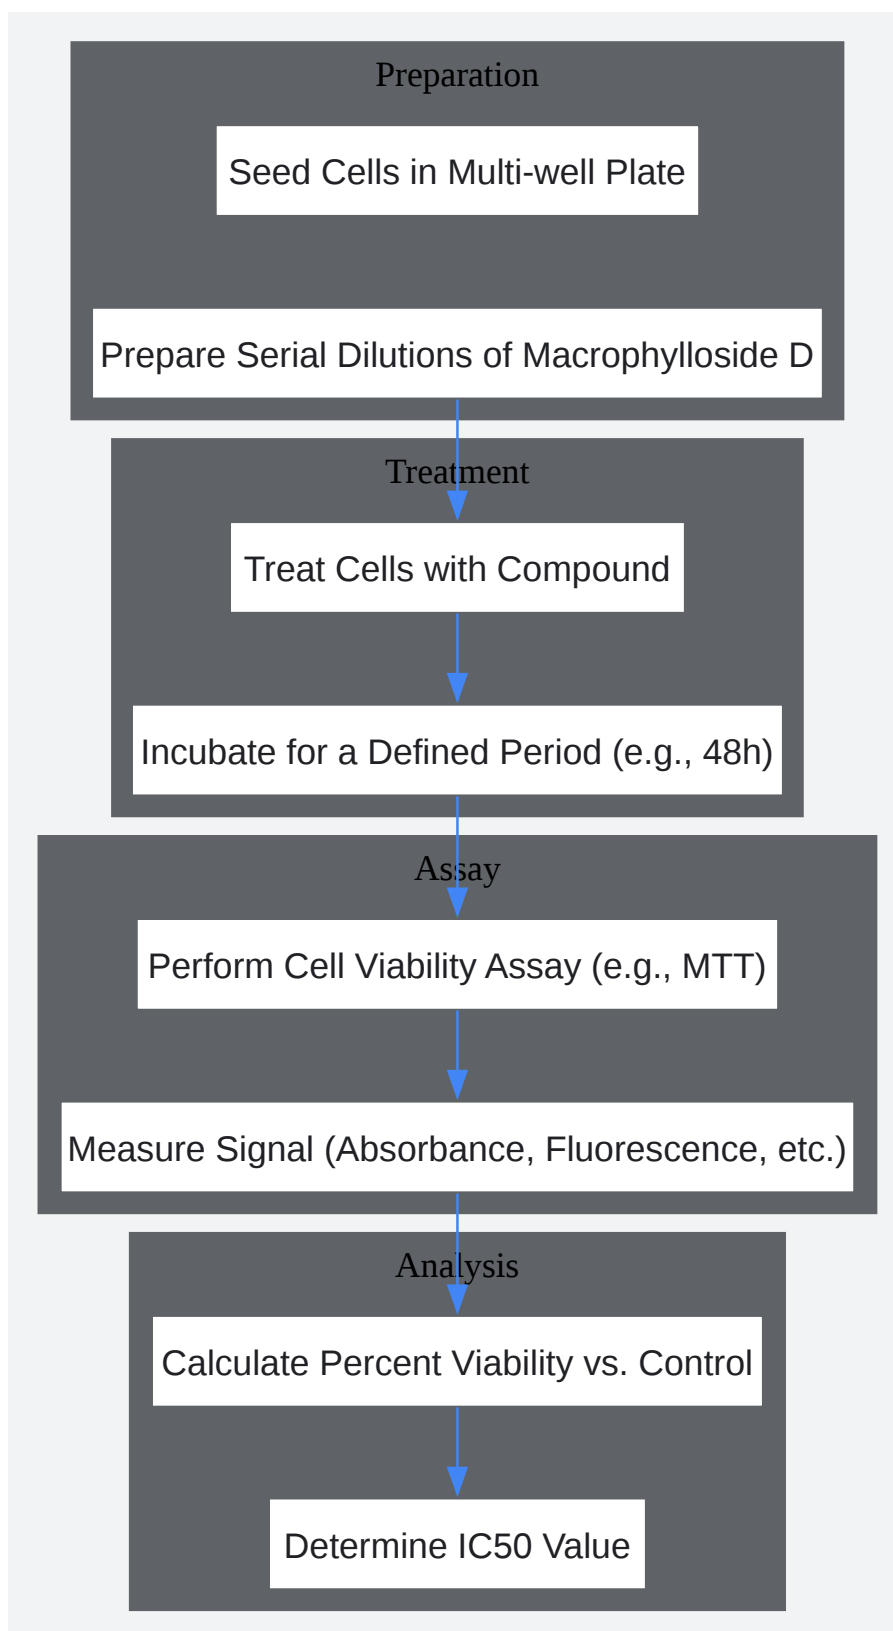 Preparation
Seed Cells in Multi-well Plate
Prepare Serial Dilutions of Macrophylloside D
Treatment
Treat Cells with Compound
Incubate for a Defined Period (e.g., 48h)
Assay
Perform Cell Viability Assay (e.g., MTT)
Measure Signal (Absorbance, Fluorescence, etc.)
Analysis
Calculate Percent Viability vs. Control
Determine IC50 Value